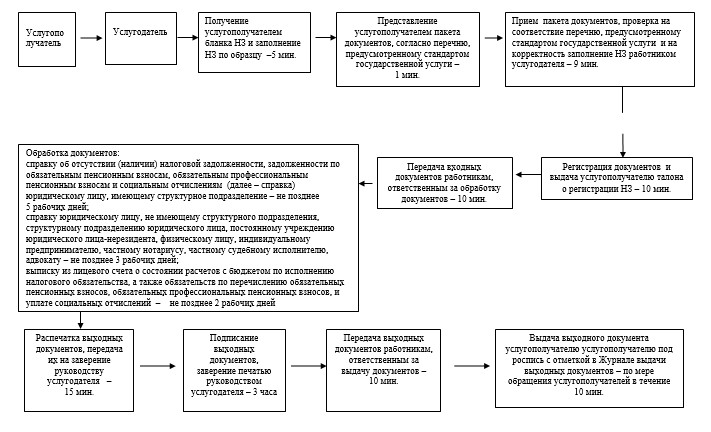 Услугопо
лучатель
Услугодатель
Получение
услугополучателем
бланка НЗ и заполнение
НЗ по образцу –5 мин.
Представление
услугополучателем пакета
документов, согласно перечню,
предусмотренному стандартом
государственной услуги –
1 мин.
Прием пакета документов, проверка на
соответствие перечню, предусмотренному
стандартом государственной услуги и на
корректность заполнение НЗ работником
услугодателя – 9 мин.
Регистрация документов и
выдача услугополучателю талона
о регистрации НЗ – 10 мин.
Передача входных
документов работникам,
ответственным за обработку
документов – 10 мин.
Обработка документов:
справку об отсутствии (наличии) налоговой задолженности, задолженности по
обязательным пенсионным взносам, обязательным профессиональным
пенсионным взносам и социальным отчислениям (далее – справка)
юридическому лицу, имеющему структурное подразделение – не позднее
5 рабочих дней;
справку юридическому лицу, не имеющему структурного подразделения,
структурному подразделению юридического лица, постоянному учреждению
юридического лица-нерезидента, физическому лицу, индивидуальному
предпринимателю, частному нотариусу, частному судебному исполнителю,
адвокату – не позднее 3 рабочих дней;
выписку из лицевого счета о состоянии расчетов с бюджетом по исполнению
налогового обязательства, а также обязательств по перечислению обязательных
пенсионных взносов, обязательных профессиональных пенсионных взносов, и
уплате социальных отчислений – не позднее 2 рабочих дней
Распечатка выходных
документов, передача
их на заверение
руководству
услугодателя –
15 мин.
Подписание
выходных
документов,
заверение печатью
руководством
услугодателя – 3 часа
Передача выходных
документов работникам,
ответственным за
выдачу документов –
10 мин.
Выдача выходного документа
услугополучателю услугополучателю под
роспись с отметкой в Журнале выдачи
выходных документов – по мере
обращения услугополучателей в течение
10 мин.